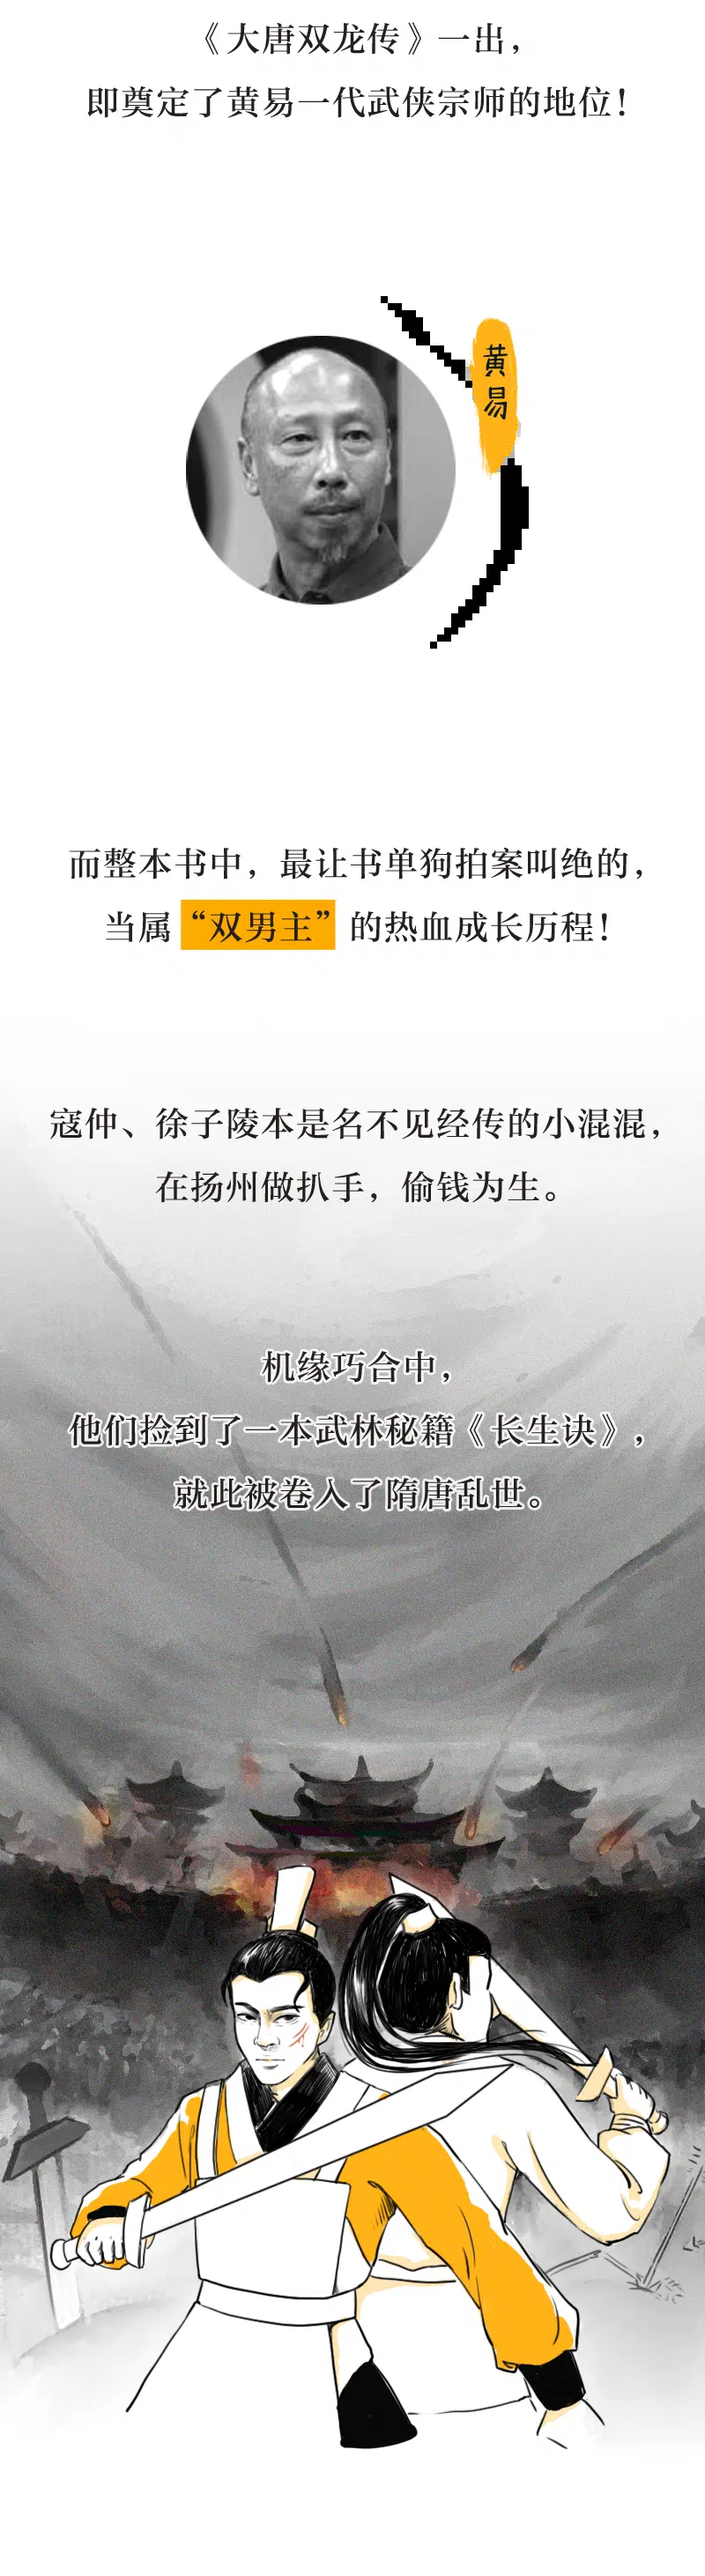 《大唐双龙传》一出，
即奠定了黄易一代武侠宗师的地位！
黄易
而整本书中，最让书单狗拍案叫绝的，
当属“双男主”的热血成长历程！
寇仲、徐子陵本是名不见经传的小混混，
在扬州做扒手，偷钱为生。
机缘巧合中，
他们捡到了一本武林秘籍《长生诀》，
就此被卷入了隋唐乱世。